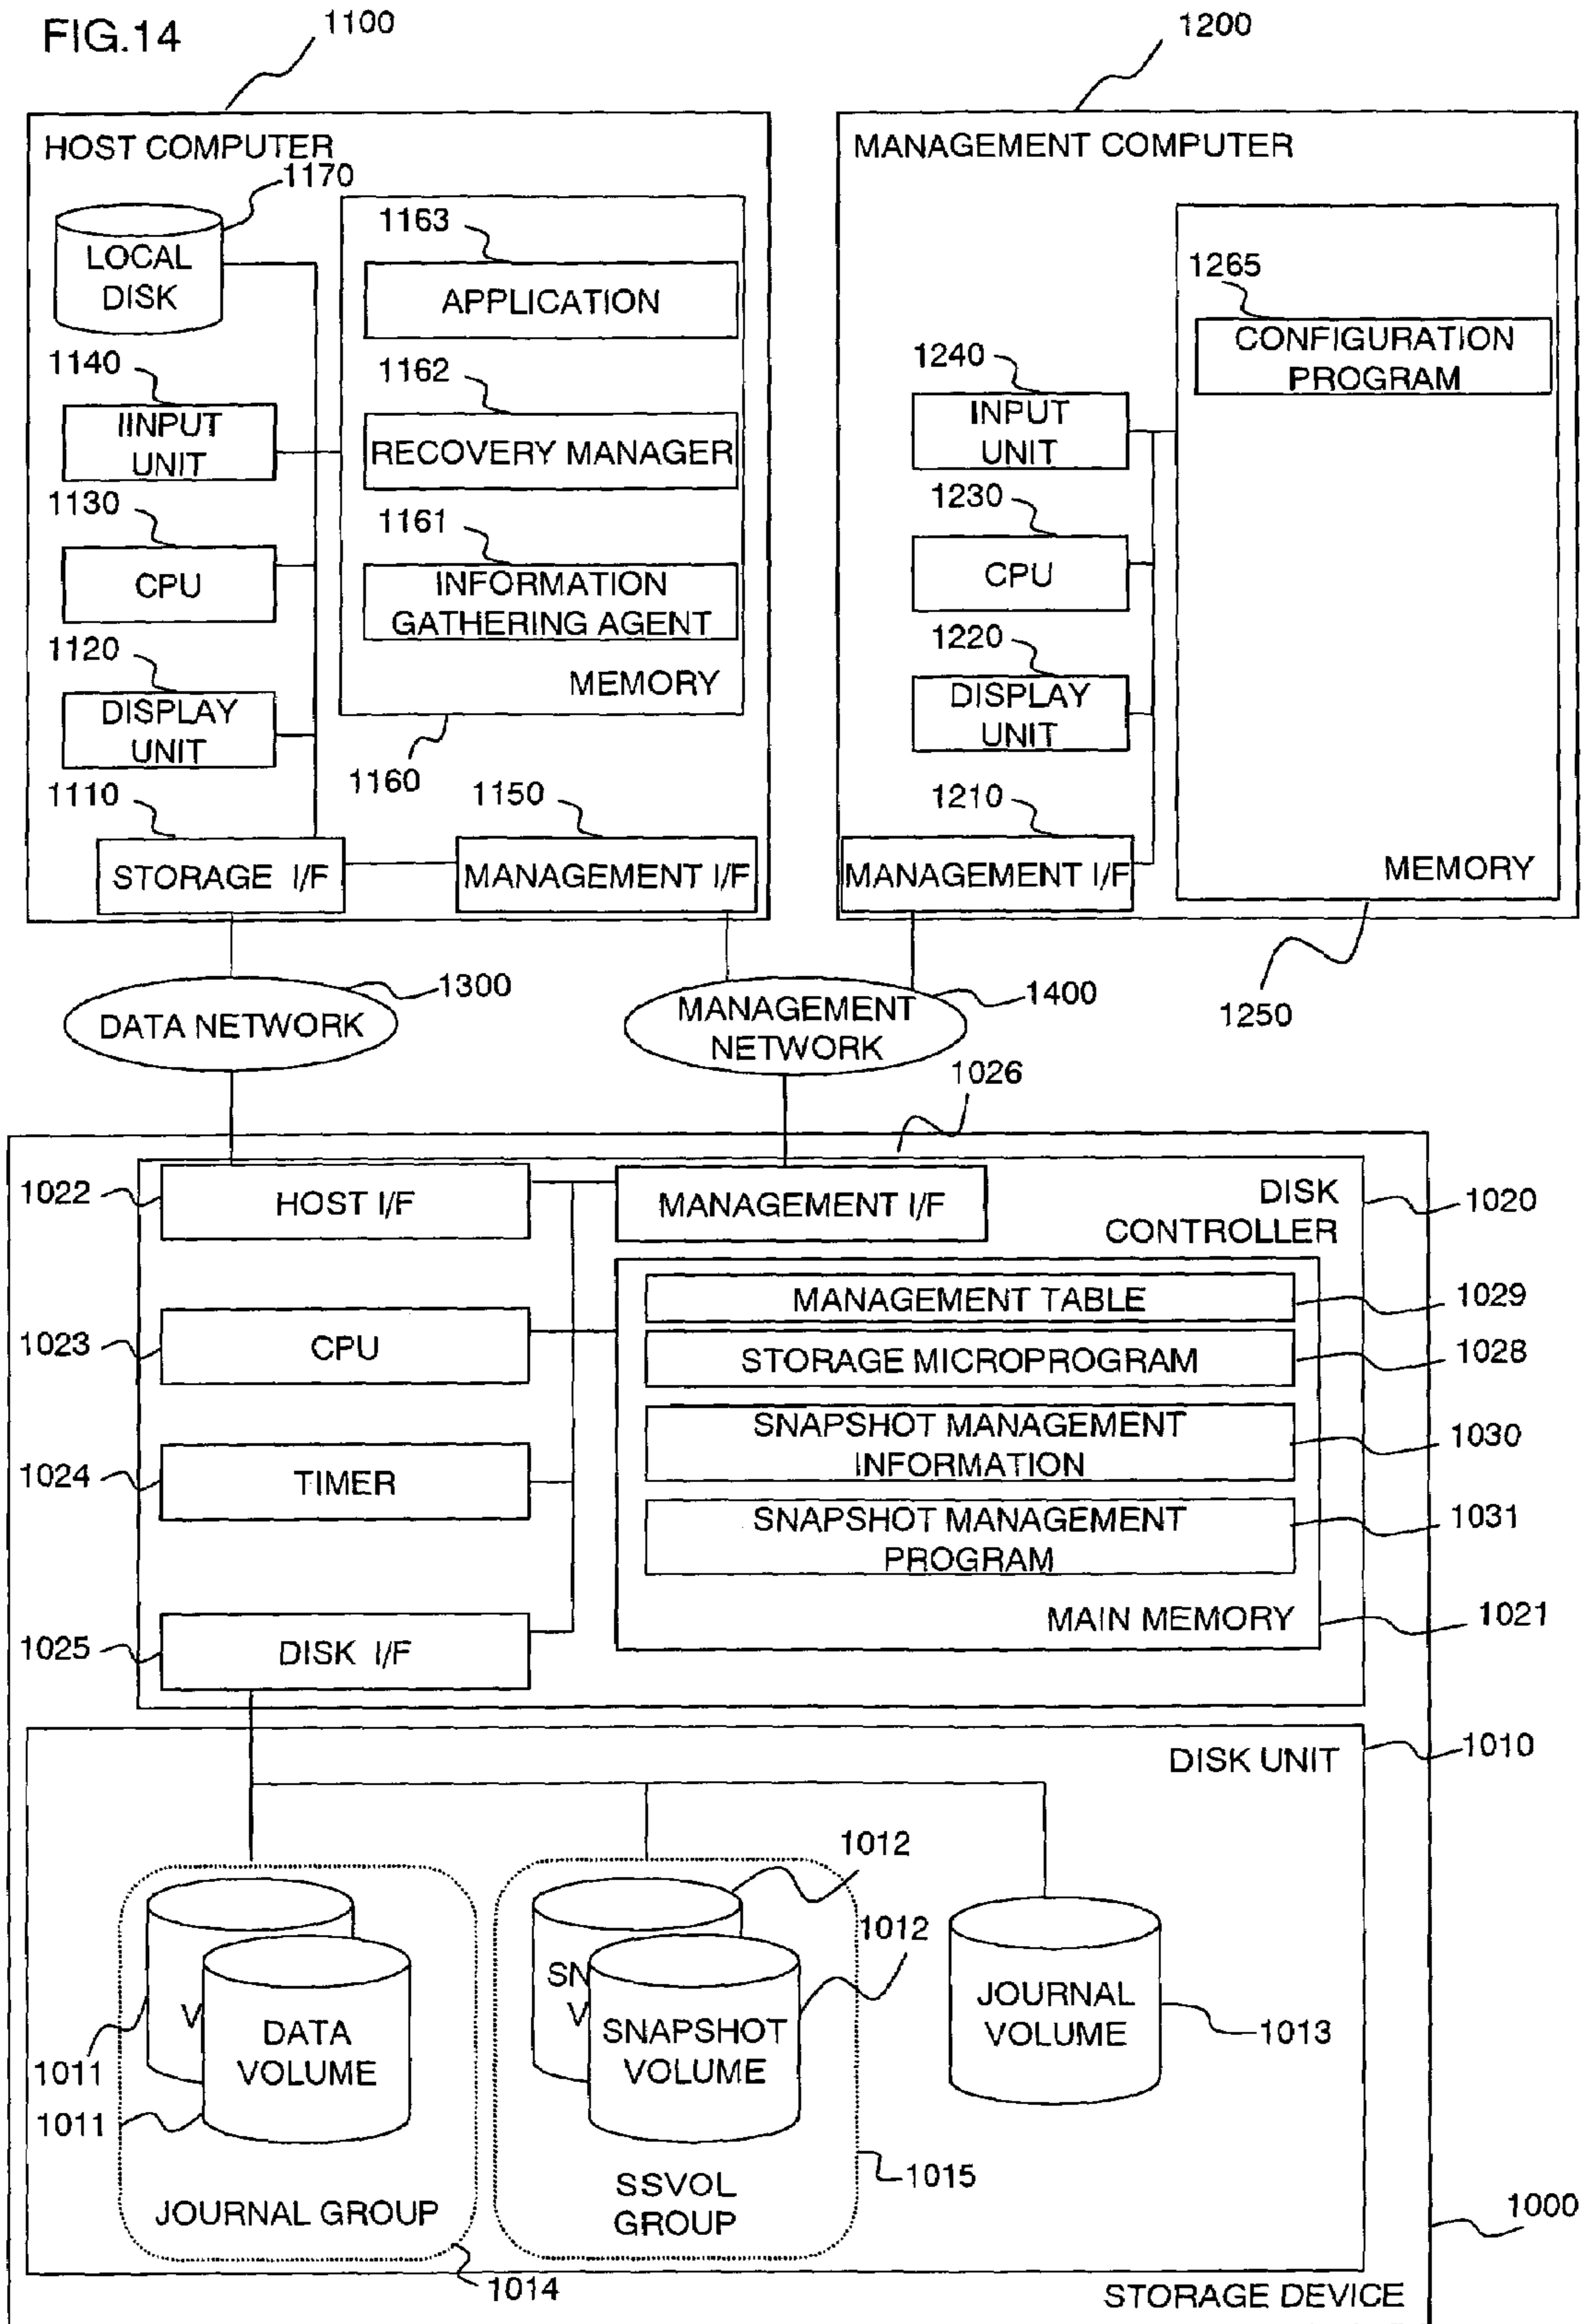 FIG.14
1100
1200
HOST COMPUTER
1170
LOCAL
DISK
1163
APPLICATION
1140
IINPUT
UNIT
1162
RECOVERY MANAGER
1130
CPU
1161
INFORMATION
GATHERING AGENT
1120
DISPLAY
UNIT
MEMORY
1160
1110
STORAGE I/F
1150
MANAGEMENT I/F
MANAGEMENT COMPUTER
1265
CONFIGURATION
PROGRAM
1240
INPUT
UNIT
1230
CPU
1220
DISPLAY
UNIT
1210
MANAGEMENT I/F
MEMORY
1250
1300
DATA NETWORK
1400
MANAGEMENT
NETWORK
1026
1022
HOST I/F
MANAGEMENT I/F
DISK
CONTROLLER
1020
MANAGEMENT TABLE
1029
1023
CPU
STORAGE MICROPROGRAM
1028
SNAPSHOT MANAGEMENT
INFORMATION
1030
1024
TIMER
SNAPSHOT MANAGEMENT
PROGRAM
1031
MAIN MEMORY
1021
1025
DISK I/F
DISK UNIT
1010
1012
1012
SN
V
SNAPSHOT
VOLUME
V
DATA
VOLUME
1011
1011
JOURNAL
VOLUME
1013
JOURNAL GROUP
1014
SSVOL
GROUP
1015
1000
STORAGE DEVICE